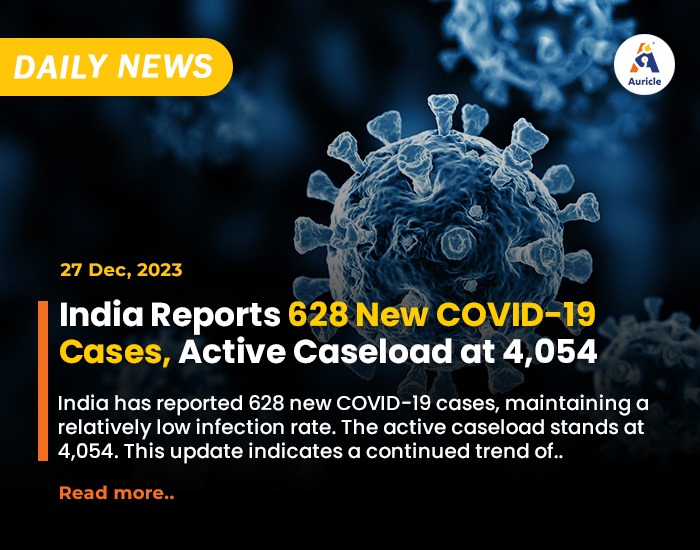 DAILY NEWS
Auricle
27 Dec, 2023
India Reports 628 New COVID-19
Cases, Active Caseload at 4,054
India has reported 628 new COVID-19 cases, maintaining a
relatively low infection rate. The active caseload stands at
4,054. This update indicates a continued trend of..
Read more..